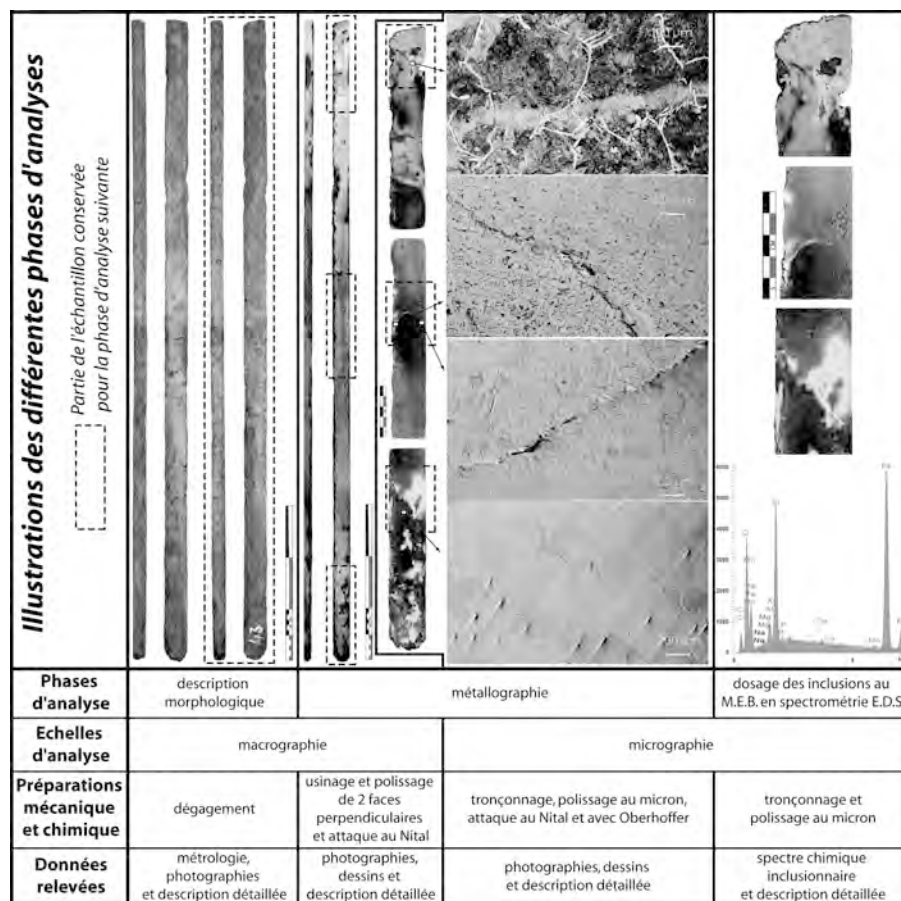 Illustrations des différentes phases d'analyses
Partie de l'échantillon conservée
pour la phase d'analyse suivante
Phases
d'analyse
description
morphologique
métallographie
dosage des inclusions au
M.E.B. en spectrométrie E.D.S
Echelles
d'analyse
macrographie
micrographie
Préparations
mécanique
et chimique
dégagement
usinage et polissage
de 2 faces
perpendiculaires
et attaque au Nital
tronçonnage, polissage au micron,
attaque au Nital et avec Oberhoffer
tronçonnage et
polissage au micron
Données
relevées
métrologie,
photographies
et description détaillée
photographies,
dessins et
description détaillée
photographies, dessins
et description détaillée
spectre chimique
inclusionnaire
et description détaillée